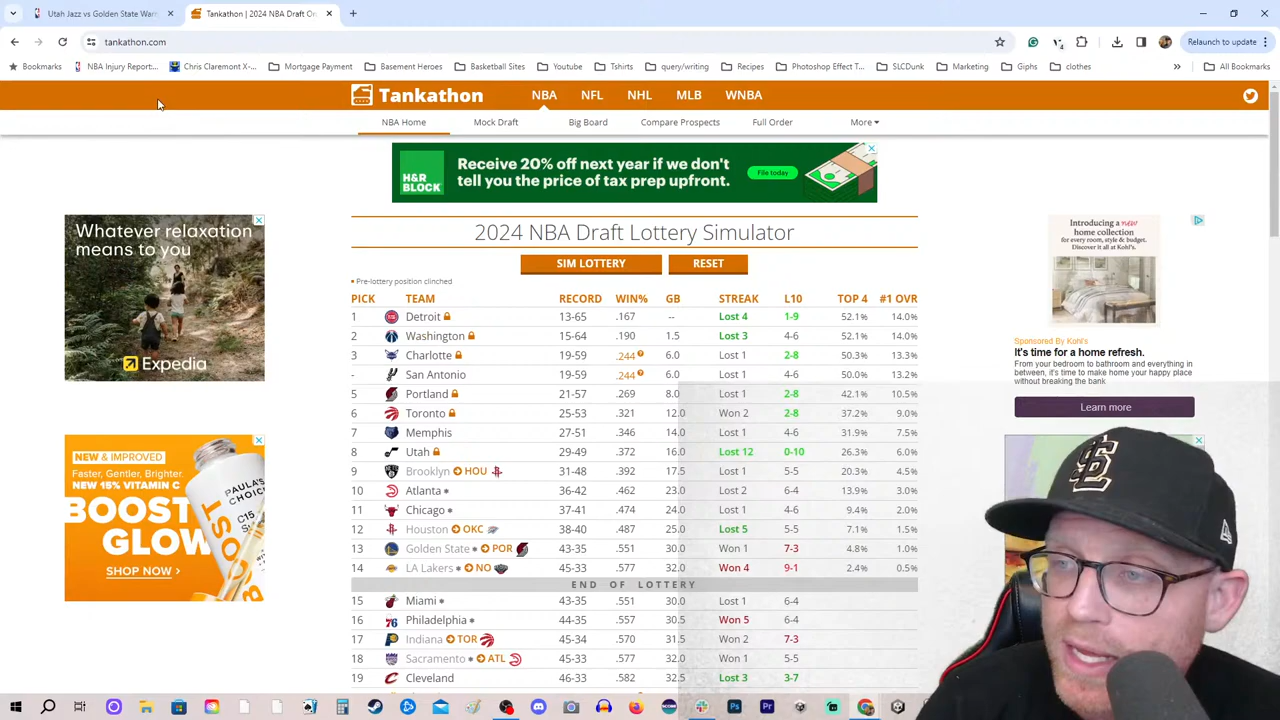 Utah Jazz vs Golden State War
Tankathon | 2024 NBA Draft On
tankathon.com
Relaunch to update
Bookmarks
NBA Injury Report:...
Chris Claremont X-...
Mortgage Payment
Basement Heroes
Basketball Sites
Youtube
Tshirts
query/writing
Recipes
Photoshop Effect T...
SLCDunk
Marketing
Giphs
clothes
All Bookmarks
Tankathon
NBA NFL NHL MLB WNBA
NBA Home Mock Draft Big Board Compare Prospects Full Order More
H&R BLOCK
Receive 20% off next year if we don't
tell you the price of tax prep upfront.
File today
Whatever relaxation
means to you
Expedia
NEW & IMPROVED
Faster, Gentler, Brighter.
NEW 15% VITAMIN C
BOOST
GLOW
SHOP NOW >
PAULA'S CHOICE
C15
BOOST
2024 NBA Draft Lottery Simulator
SIM LOTTERY RESET
Pre-lottery position clinched
PICK TEAM RECORD WIN% GB STREAK L10 TOP 4 #1 OVR
1 Detroit 13-65 .167 -- Lost 4 1-9 52.1% 14.0%
2 Washington 15-64 .190 1.5 Lost 3 4-6 52.1% 14.0%
3 Charlotte 19-59 .244 6.0 Lost 1 2-8 50.3% 13.3%
4 San Antonio 19-59 .244 6.0 Lost 1 4-6 50.0% 13.2%
5 Portland 21-57 .269 8.0 Lost 1 2-8 42.1% 10.5%
6 Toronto 25-53 .321 12.0 Won 2 2-8 37.2% 9.0%
7 Memphis 27-51 .346 14.0 Lost 1 4-6 31.9% 7.5%
8 Utah 29-49 .372 16.0 Lost 12 0-10 26.3% 6.0%
9 Brooklyn HOU .392 17.5 Lost 1 5-5 20.3% 4.5%
10 Atlanta 36-42 .462 23.0 Lost 2 6-4 13.9% 3.0%
11 Chicago 37-41 .474 24.0 Lost 1 4-6 9.4% 2.0%
12 Houston OKC 38-40 .487 25.0 Lost 5 5-5 7.1% 1.5%
13 Golden State POR 43-35 .551 30.0 Won 1 7-3 4.8% 1.0%
14 LA Lakers NO .577 32.0 Won 4 9-1 2.4% 0.5%
END OF LOTTERY
15 Miami 43-35 .551 30.0 Lost 1 6-4
16 Philadelphia 44-35 .557 30.5 Won 5 6-4
17 Indiana TOR 45-34 .570 31.5 Won 2 7-3
18 Sacramento ATL 45-33 .577 32.0 Won 1 5-5
19 Cleveland 46-33 .582 32.5 Lost 3 3-7
Introducing a new
home collection
for every room, style & budget.
Discover it all at Kohl's.
Sponsored By Kohl's
It's time for a home refresh.
From your bedroom to bathroom and everything in
between, it's time to make home your happy place
without breaking the bank
Learn more